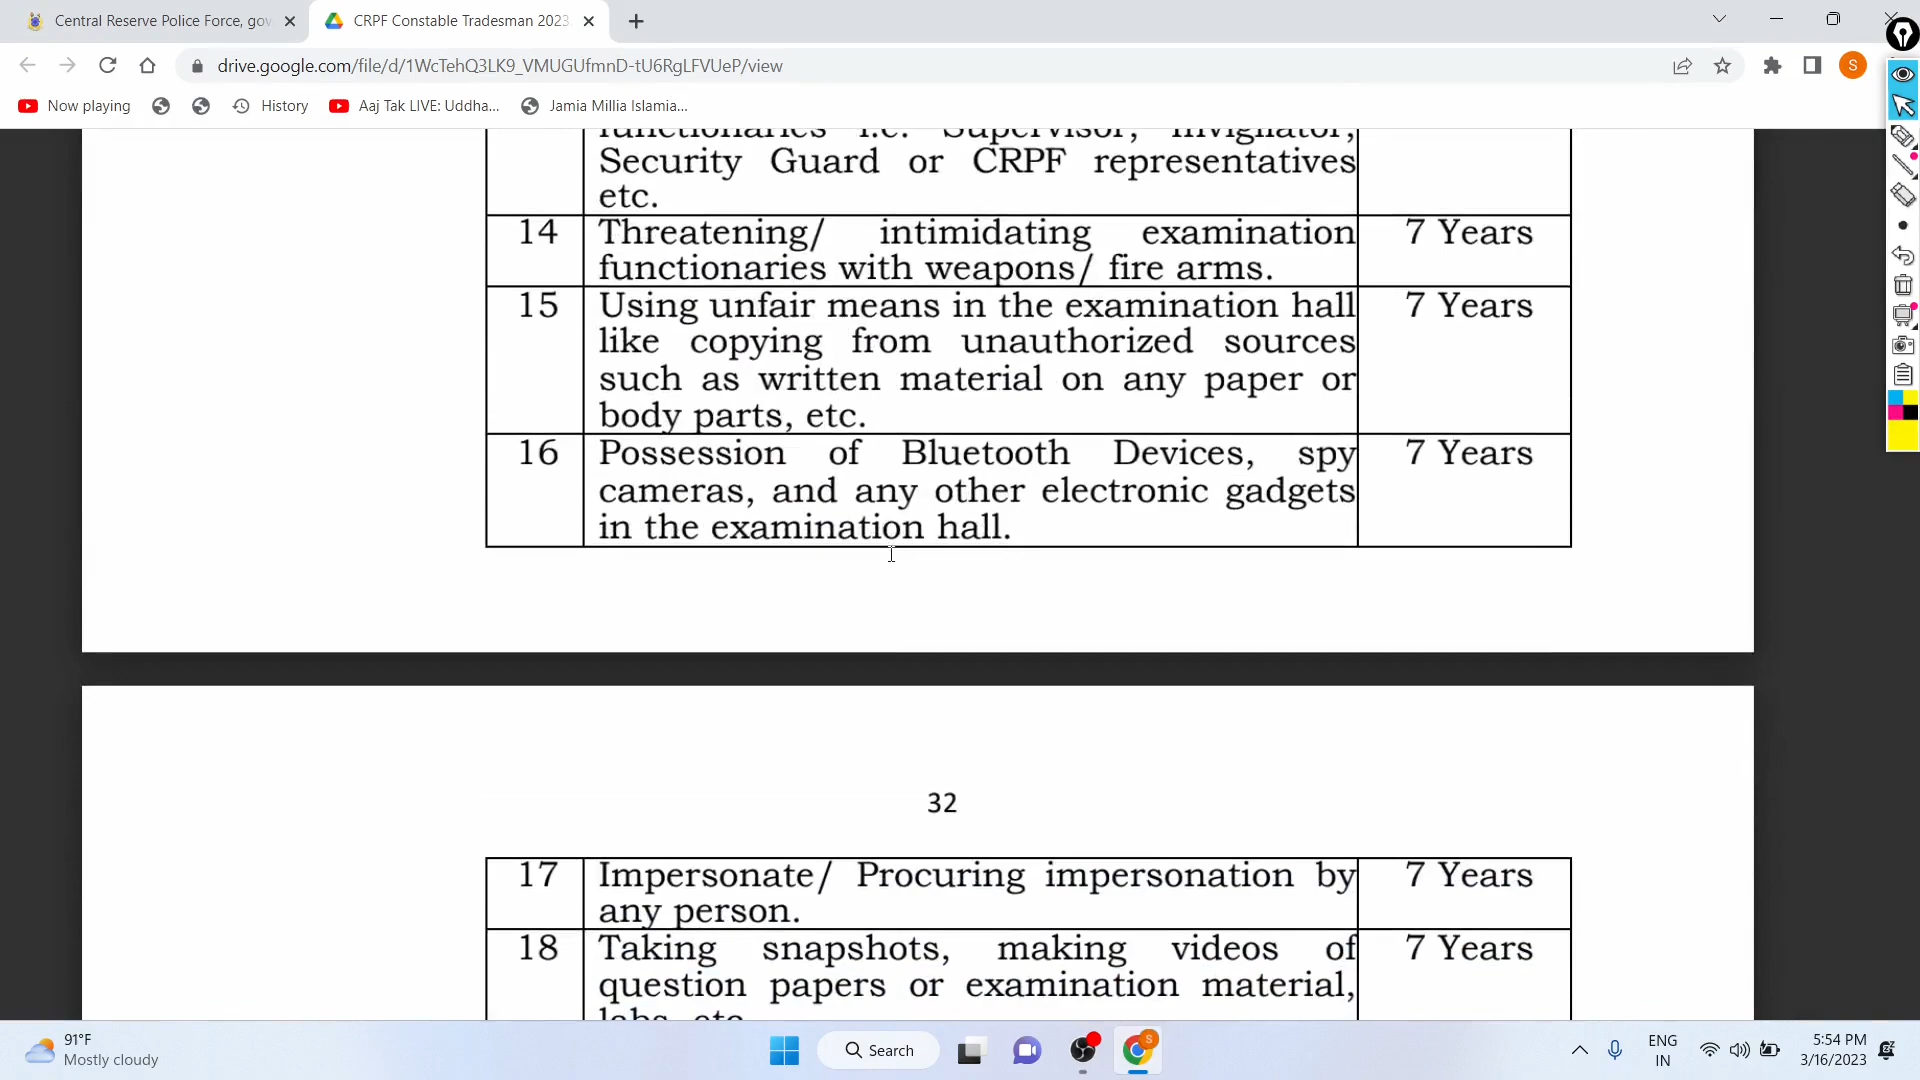 Central Reserve Police Force, gov
CRPF Constable Tradesman 2023
drive.google.com/file/d/1WcTehQ3LK9_VMUGUfmnD-tU6RgLFVUeP/view
S
Now playing
History
Aaj Tak LIVE: Uddha...
Jamia Millia Islamia...
functionaries i.e. Supervisor, Invigilator,
Security Guard or CRPF representatives
etc.
14 Threatening/ intimidating examination 7 Years
functionaries with weapons/ fire arms.
15 Using unfair means in the examination hall 7 Years
like copying from unauthorized sources
such as written material on any paper or
body parts, etc.
16 Possession of Bluetooth Devices, spy 7 Years
cameras, and any other electronic gadgets
in the examination hall.
32
17 Impersonate/ Procuring impersonation by 7 Years
any person.
18 Taking snapshots, making videos of 7 Years
question papers or examination material,
labs, etc.
91°F
Mostly cloudy
Search
S
ENG
IN
5:54 PM
3/16/2023